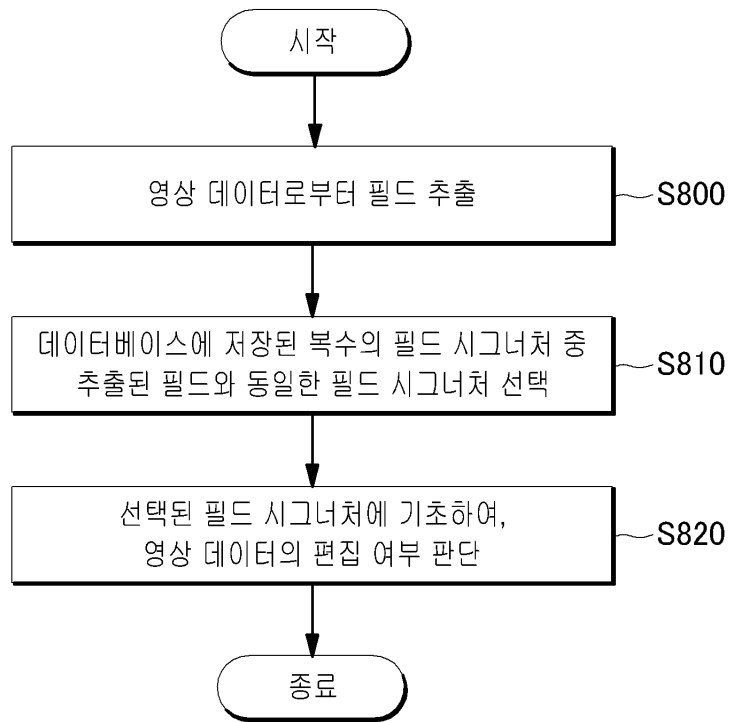 시작
영상 데이터로부터 필드 추출
S800
데이터베이스에 저장된 복수의 필드 시그너처 중
추출된 필드와 동일한 필드 시그너처 선택
S810
선택된 필드 시그너처에 기초하여,
영상 데이터의 편집 여부 판단
S820
종료